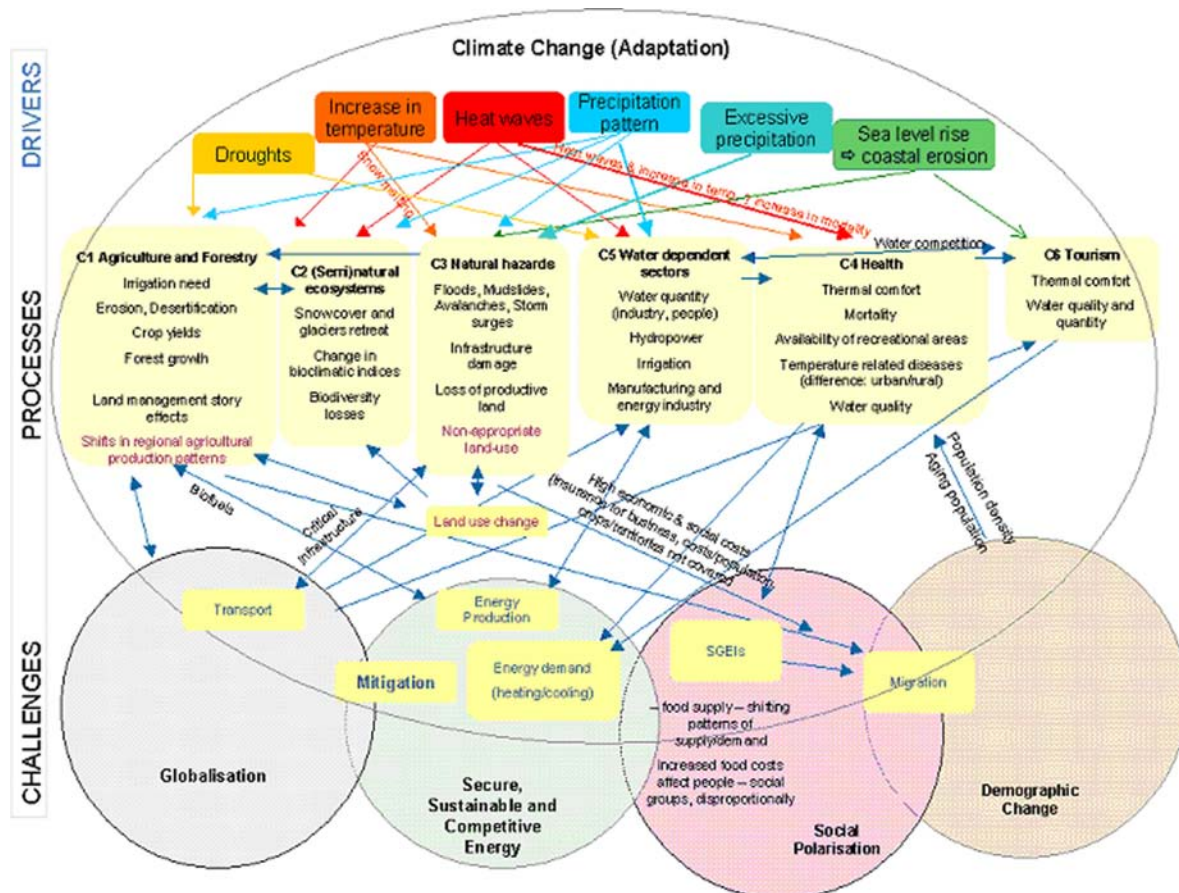 Climate Change (Adaptation)
DRIVERS
Increase in
temperature
Heat waves
Precipitation
pattern
Excessive
precipitation
Sea level rise
⇨ coastal erosion
Droughts
Snow melting
Heat waves & increase in temp. ? increase in mortality
Water competition
PROCESSES
C1 Agriculture and Forestry
Irrigation need
Erosion, Desertification
Crop yields
Forest growth
Land management story
effects
Shifts in regional agricultural
production patterns
C2 (Semi)natural
ecosystems
Snowcover and
glaciers retreat
Change in
bioclimatic indices
Biodiversity
losses
C3 Natural hazards
Floods, Mudslides,
Avalanches, Storm
surges
Infrastructure
damage
Loss of productive
land
Non-appropriate
land-use
C5 Water dependent
sectors
Water quantity
(industry, people)
Hydropower
Irrigation
Manufacturing and
energy industry
C4 Health
Thermal comfort
Mortality
Availability of recreational areas
Temperature related diseases
(difference: urban/rural)
Water quality
C6 Tourism
Thermal comfort
Water quality and
quantity
Biofuels
Critical
infrastructure
Land use change
High economic & social costs
(insurance for business, costs/population,
crops/territories not covered
Population density
Aging population
CHALLENGES
Transport
Energy
Production
Mitigation
Energy demand
(heating/cooling)
SGEIs
Migration
– food supply – shifting
patterns of
supply/demand
Increased food costs
affect people – social
groups, disproportionally
Globalisation
Secure,
Sustainable and
Competitive
Energy
Social
Polarisation
Demographic
Change